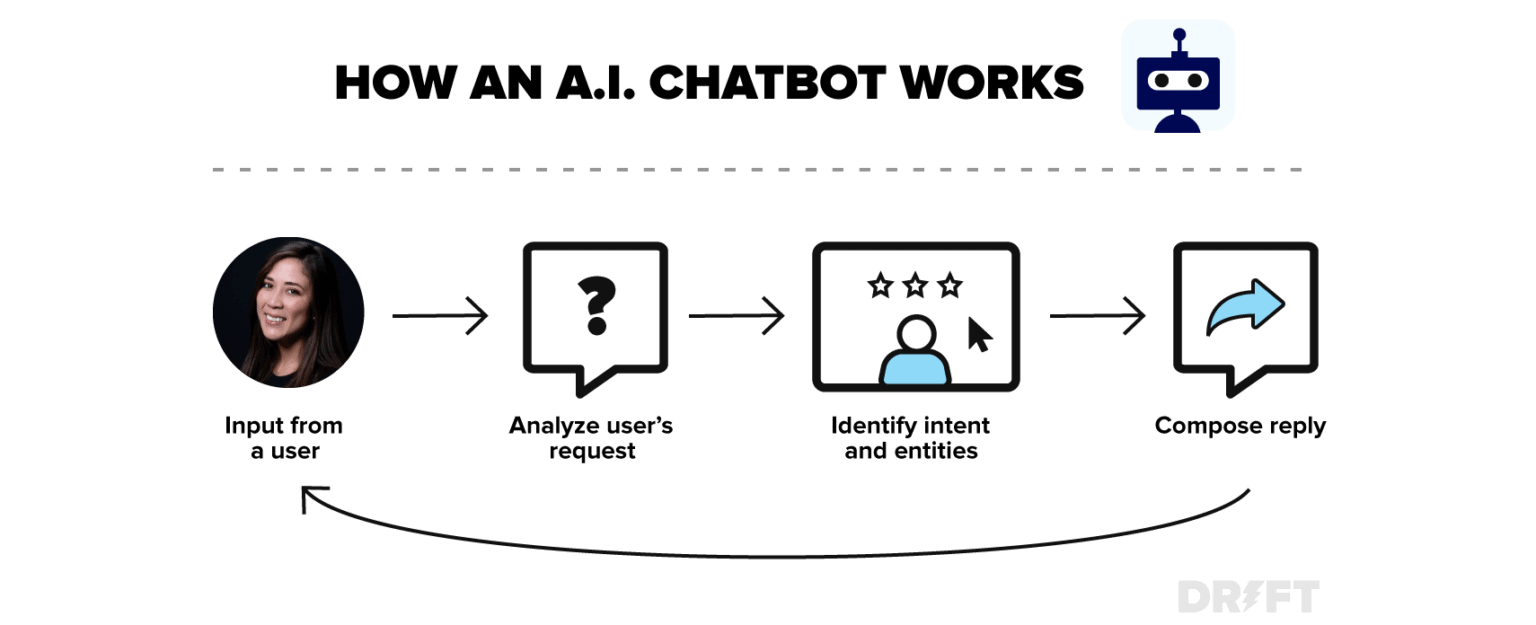 HOW AN A.I. CHATBOT WORKS
?
Input from
a user
Analyze user’s
request
Identify intent
and entities
Compose reply
DRIFT